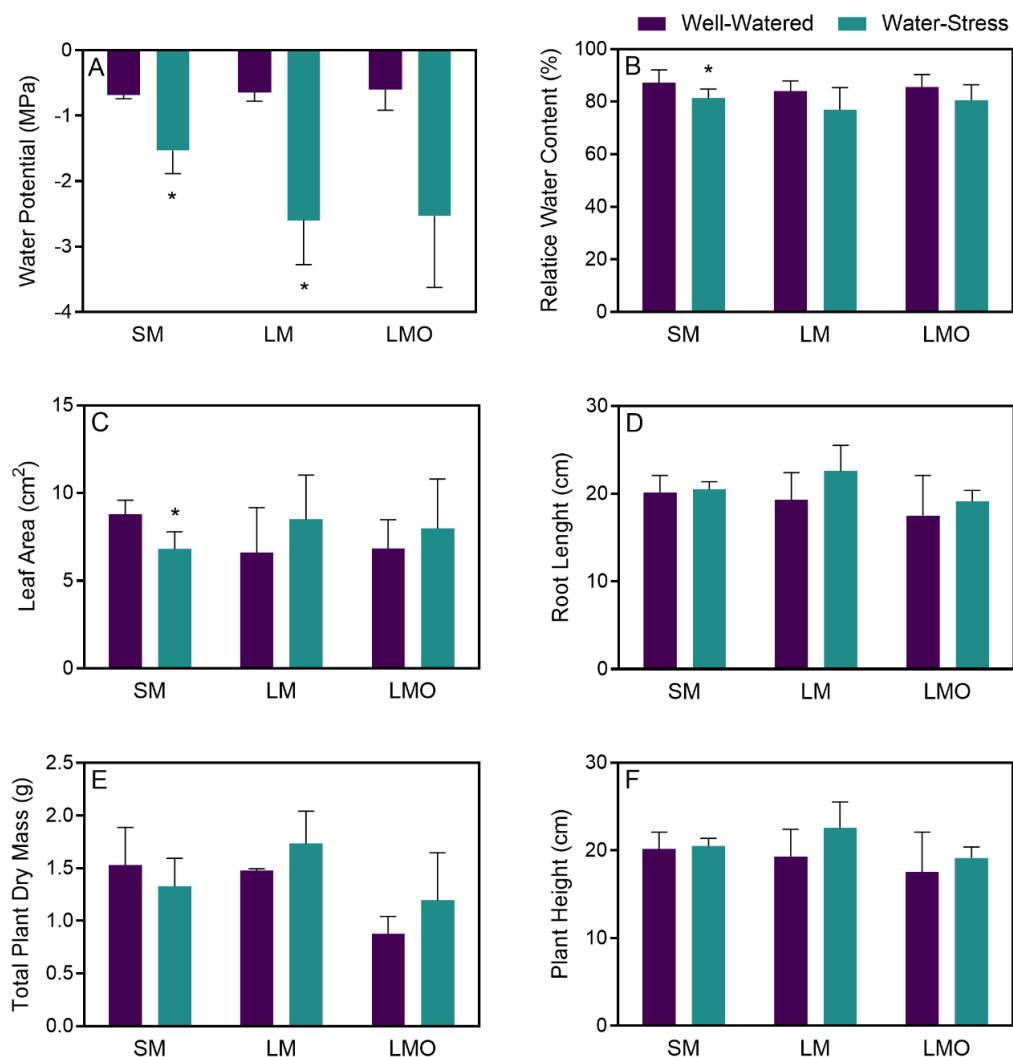 Well-Watered Water-Stress
A
Water Potential (MPa)
0
-1
-2
-3
-4
*
*
SM LM LMO
B
Relatice Water Content (%)
100
80
60
40
20
0
*
SM LM LMO
C
Leaf Area (cm²)
15
10
5
0
*
SM LM LMO
D
Root Lenght (cm)
30
20
10
0
SM LM LMO
E
Total Plant Dry Mass (g)
2.5
2.0
1.5
1.0
0.5
0.0
SM LM LMO
F
Plant Height (cm)
30
20
10
0
SM LM LMO